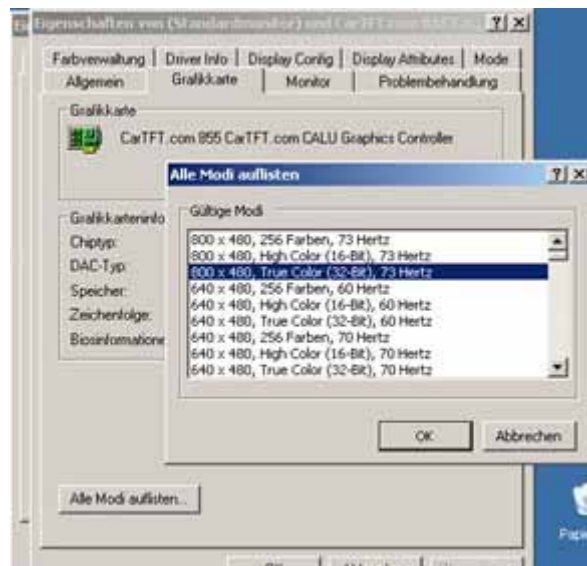 Eigenschaften von (Standardmonitor) und CarTFT.com
Farbverwaltung Driver Info Display Config Display Attributes Mode
Allgemein Grafikkarte Monitor Problembehandlung
Grafikkarte
CarTFT.com 855 CarTFT.com CALU Graphics Controller
Alle Modi auflisten
Grafikkarteninfo
Chiptyp:
DAC-Typ:
Speicher:
Zeichenfolge:
Biosinformatione
Gültige Modi
800 x 480, 256 Farben, 73 Hertz
800 x 480, High Color (16-Bit), 73 Hertz
800 x 480, True Color (32-Bit), 73 Hertz
640 x 480, 256 Farben, 60 Hertz
640 x 480, High Color (16-Bit), 60 Hertz
640 x 480, True Color (32-Bit), 60 Hertz
640 x 480, 256 Farben, 70 Hertz
640 x 480, High Color (16-Bit), 70 Hertz
640 x 480, True Color (32-Bit), 70 Hertz
OK Abbrechen
Alle Modi auflisten...
Papie